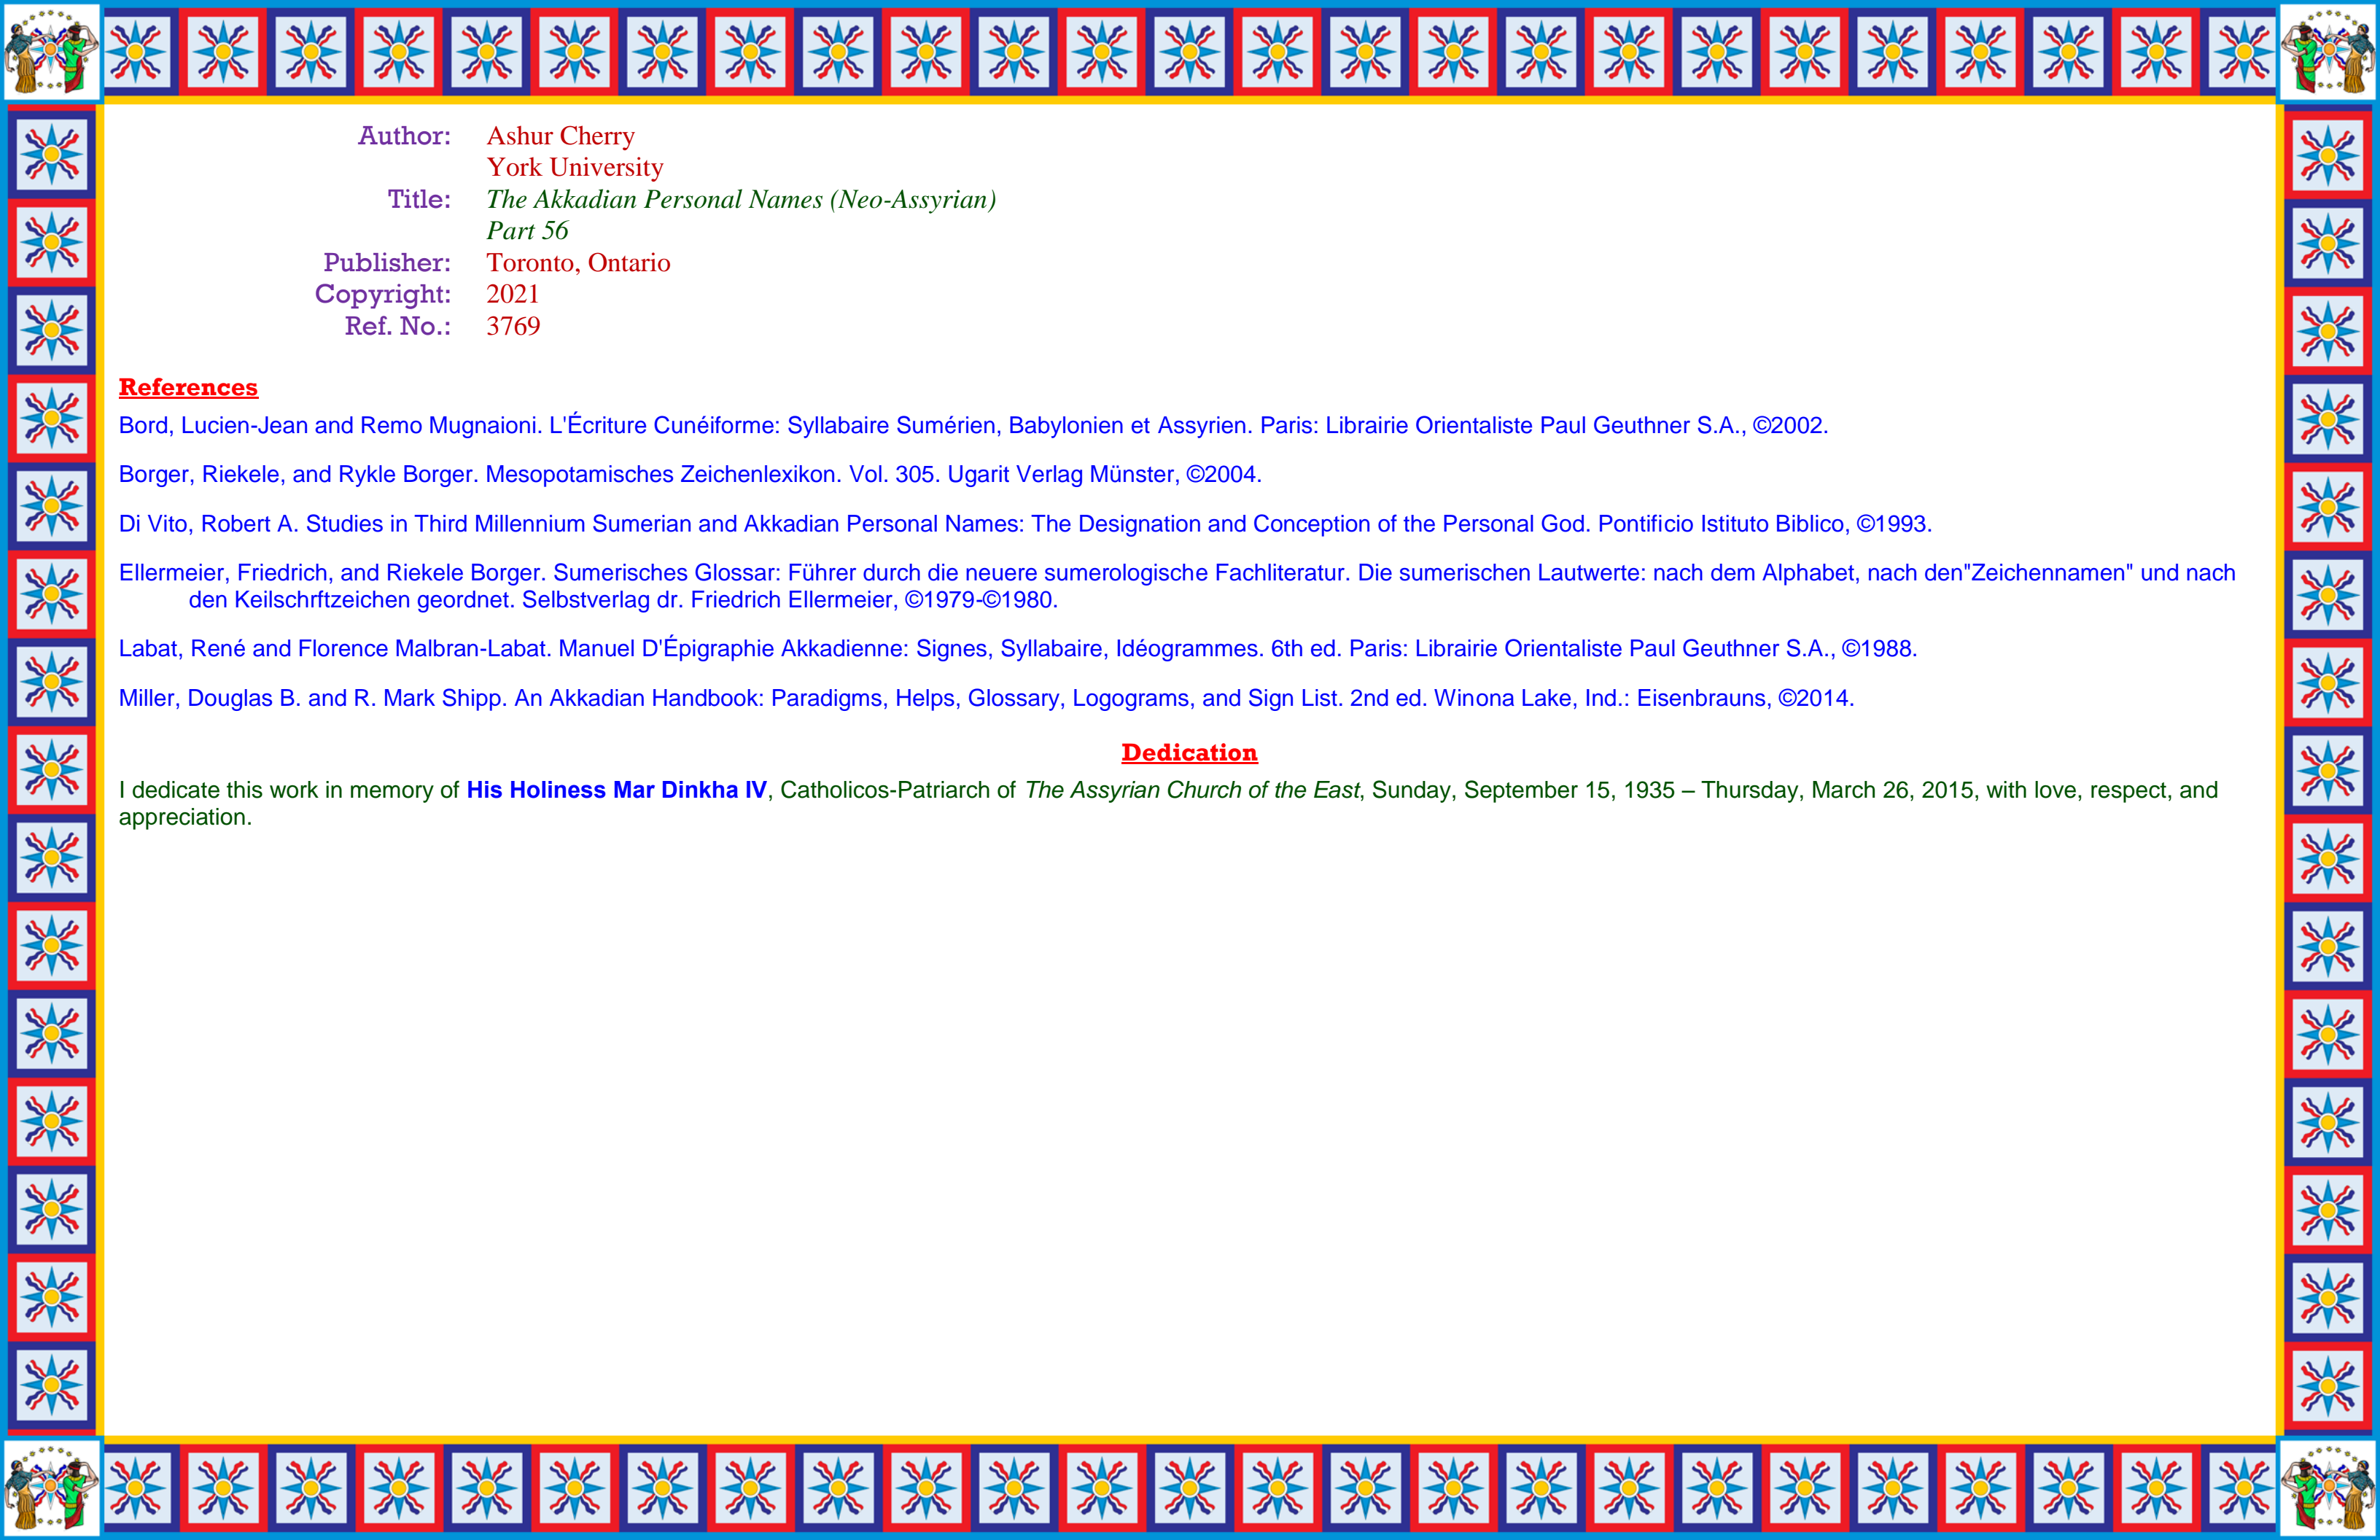 Author: Ashur Cherry
York University
Title: The Akkadian Personal Names (Neo-Assyrian)
Part 56
Publisher: Toronto, Ontario
Copyright: 2021
Ref. No.: 3769
References
Bord, Lucien-Jean and Remo Mugnaioni. L'Écriture Cunéiforme: Syllabaire Sumérien, Babylonien et Assyrien. Paris: Librairie Orientaliste Paul Geuthner S.A., ©2002.
Borger, Riekele, and Rykle Borger. Mesopotamisches Zeichenlexikon. Vol. 305. Ugarit Verlag Münster, ©2004.
Di Vito, Robert A. Studies in Third Millennium Sumerian and Akkadian Personal Names: The Designation and Conception of the Personal God. Pontificio Istituto Biblico, ©1993.
Ellermeier, Friedrich, and Riekele Borger. Sumerisches Glossar: Führer durch die neuere sumerologische Fachliteratur. Die sumerischen Lautwerte: nach dem Alphabet, nach den"Zeichennamen" und nach
den Keilschrftzeichen geordnet. Selbstverlag dr. Friedrich Ellermeier, ©1979-©1980.
Labat, René and Florence Malbran-Labat. Manuel D'Épigraphie Akkadienne: Signes, Syllabaire, Idéogrammes. 6th ed. Paris: Librairie Orientaliste Paul Geuthner S.A., ©1988.
Miller, Douglas B. and R. Mark Shipp. An Akkadian Handbook: Paradigms, Helps, Glossary, Logograms, and Sign List. 2nd ed. Winona Lake, Ind.: Eisenbrauns, ©2014.
Dedication
I dedicate this work in memory of His Holiness Mar Dinkha IV, Catholicos-Patriarch of The Assyrian Church of the East, Sunday, September 15, 1935 – Thursday, March 26, 2015, with love, respect, and
appreciation.